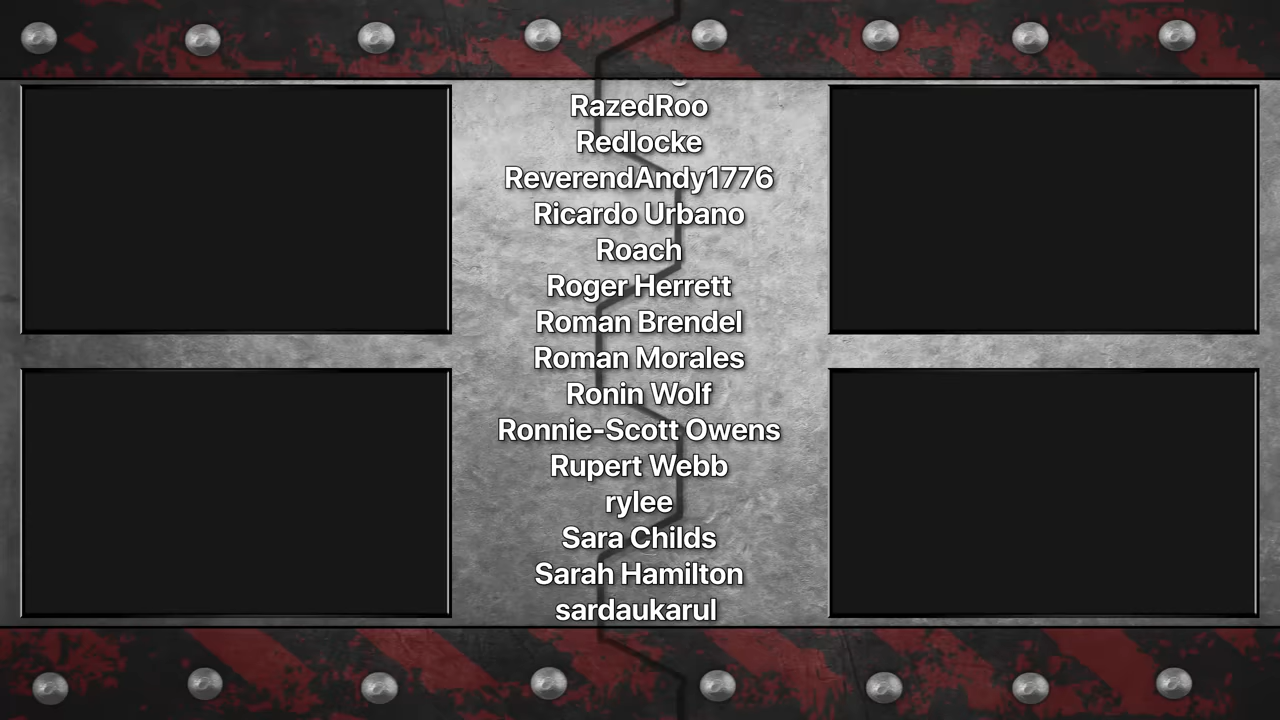 RazedRoo
Redlocke
ReverendAndy1776
Ricardo Urbano
Roach
Roger Herrett
Roman Brendel
Roman Morales
Ronin Wolf
Ronnie-Scott Owens
Rupert Webb
rylee
Sara Childs
Sarah Hamilton
sardaukarul